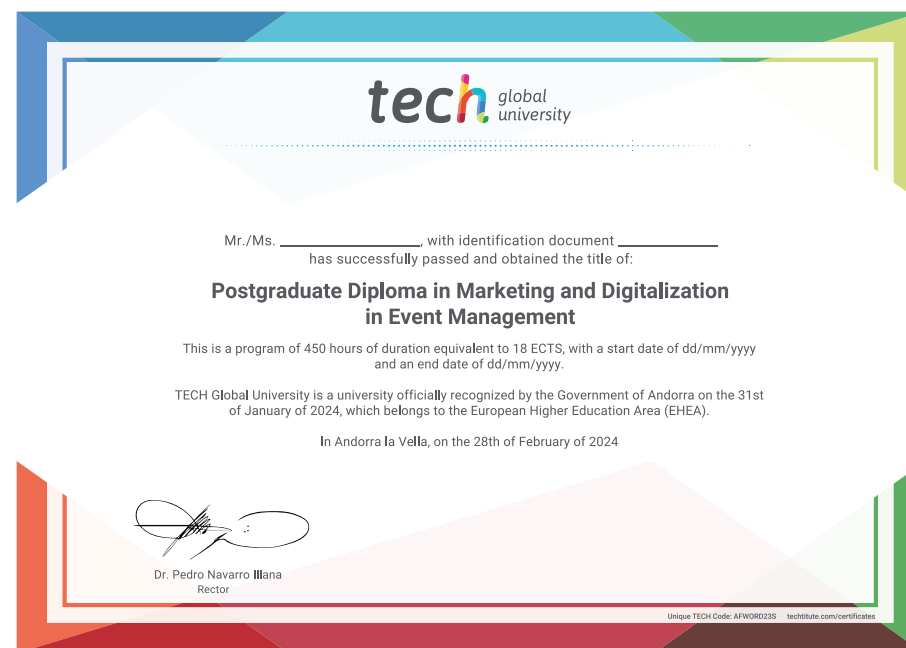 tech global
university
Mr./Ms. ____________, with identification document ____________
has successfully passed and obtained the title of:
Postgraduate Diploma in Marketing and Digitalization
in Event Management
This is a program of 450 hours of duration equivalent to 18 ECTS, with a start date of dd/mm/yyyy
and an end date of dd/mm/yyyy.
TECH Global University is a university officially recognized by the Government of Andorra on the 31st
of January of 2024, which belongs to the European Higher Education Area (EHEA).
In Andorra la Vella, on the 28th of February of 2024
Dr. Pedro Navarro Illana
Rector
Unique TECH Code: AFWORD23S techtitute.com/certificates